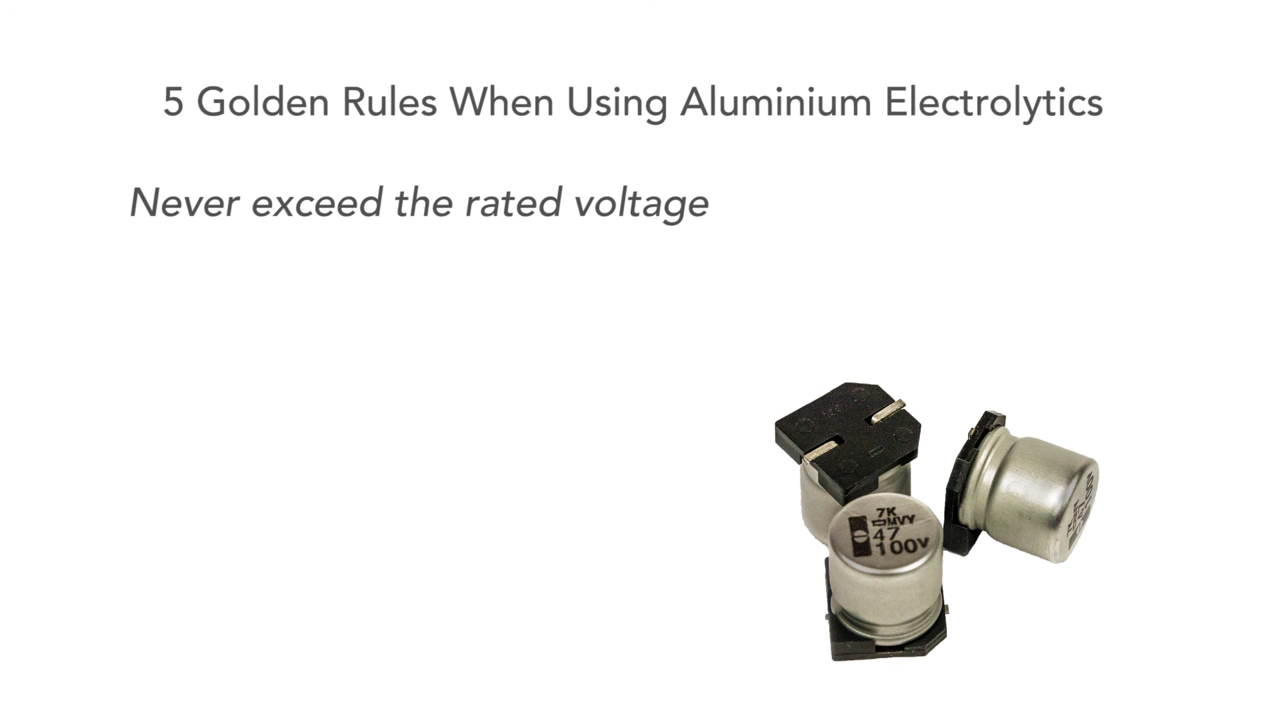 5 Golden Rules When Using Aluminium Electrolytics
Never exceed the rated voltage
7K
MVY
47
100V